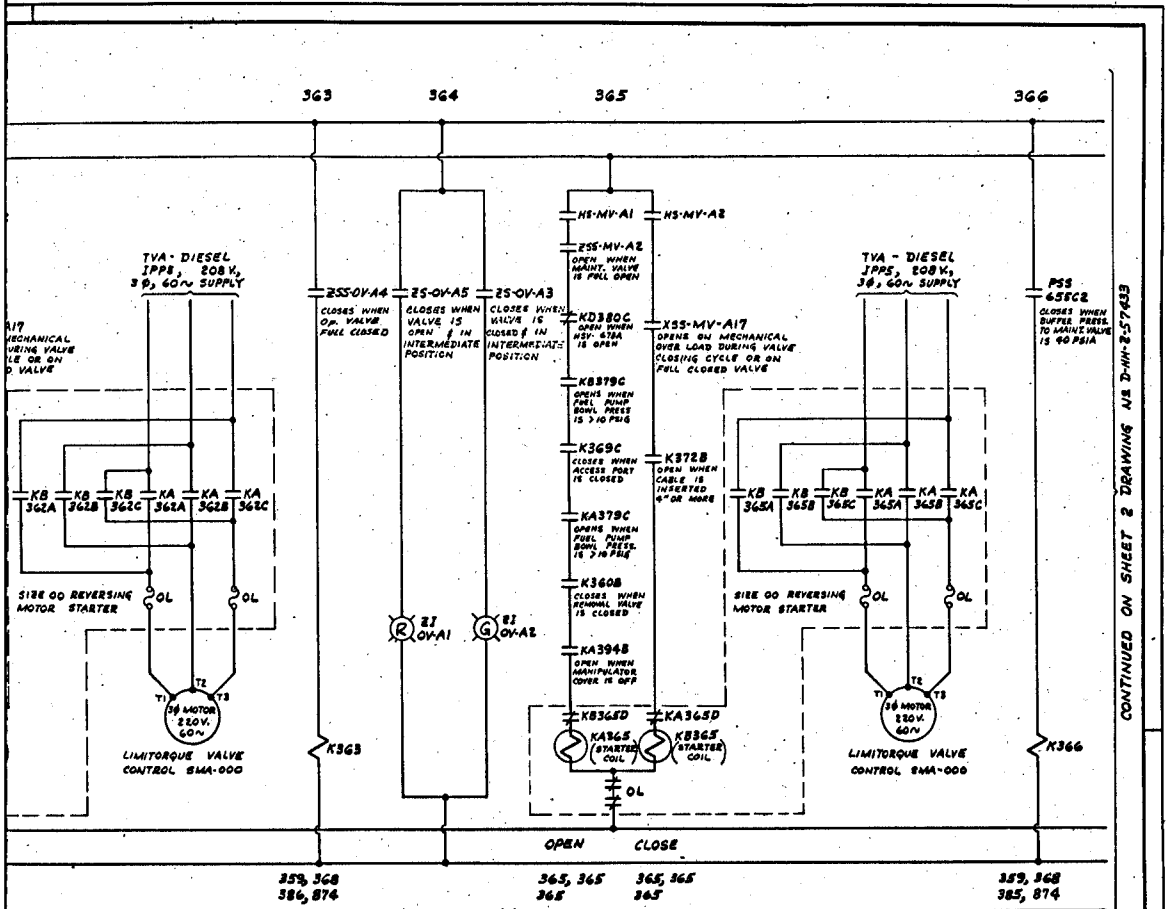 363
364
365
366
TVA - DIESEL
IPPS, 208 V,
3φ, 60~ SUPPLY
A17
MECHANICAL
DURING VALVE
CLE OR ON
D VALVE
ZSS-OV-A4
CLOSES WHEN
OP. VALVE
FULL CLOSED
ZS-OV-A5
CLOSES WHEN
VALVE IS
OPEN & IN
INTERMEDIATE
POSITION
ZS-OV-A3
CLOSES WHEN
VALVE IS
CLOSED & IN
INTERMEDIATE
POSITION
HS-MV-A1
HS-MV-A2
ZSS-MV-A2
OPEN WHEN
MAINT. VALVE
IS FULL OPEN
KD380C
OPEN WHEN
HSV-678A
IS OPEN
XSS-MV-A17
OPENS ON MECHANICAL
OVER LOAD DURING VALVE
CLOSING CYCLE OR ON
FULL CLOSED VALVE
KB379C
OPENS WHEN
FUEL PUMP
BOWL PRESS
IS >10 PSIG
K369C
CLOSES WHEN
ACCESS PORT
IS CLOSED
K372B
OPEN WHEN
CABLE IS
INSERTED
4" OR MORE
KA379C
OPENS WHEN
FUEL PUMP
BOWL PRESS.
IS >10 PSIG
K360B
CLOSES WHEN
REMOVAL VALVE
IS CLOSED
KA394B
OPEN WHEN
MANIPULATOR
COVER IS OFF
KB365D
KA365D
KA365
(STARTER
COIL)
KB365
(STARTER
COIL)
OL
TVA - DIESEL
IPPS, 208 V,
3φ, 60~ SUPPLY
PSS
655C2
CLOSES WHEN
BUFFER PRESS.
TO MAINT. VALVE
IS 40 PSIA
KB
362A
KB
362B
KB
362C
KA
362A
KA
362B
KA
362C
SIZE 00 REVERSING
MOTOR STARTER
OL
OL
T1
T2
T3
3φ MOTOR
220V.
60~
LIMITORQUE VALVE
CONTROL SMA-000
K363
R
ZI
OV-A1
G
ZI
OV-A2
KB
365A
KB
365B
KB
365C
KA
365A
KA
365B
KA
365C
SIZE 00 REVERSING
MOTOR STARTER
OL
OL
T1
T2
T3
3φ MOTOR
220V.
60~
LIMITORQUE VALVE
CONTROL SMA-000
K366
OPEN
CLOSE
359, 368
386, 874
365, 365
365
365, 365
365
359, 368
385, 874
CONTINUED ON SHEET 2 DRAWING No D-HH-Z-57433